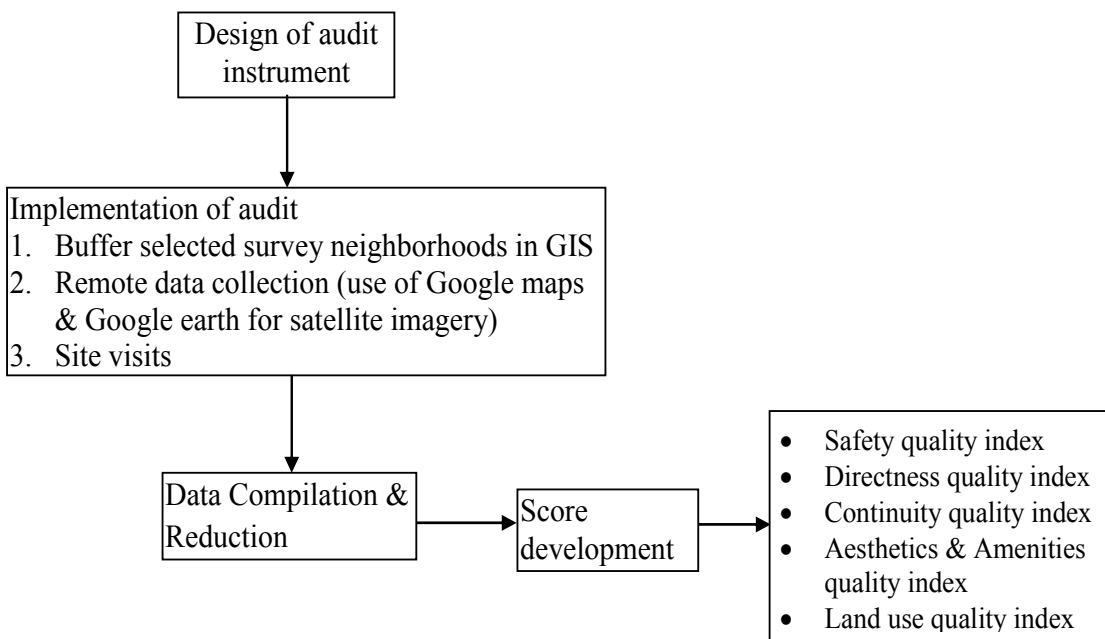 Design of audit
instrument
Implementation of audit
1. Buffer selected survey neighborhoods in GIS
2. Remote data collection (use of Google maps
& Google earth for satellite imagery)
3. Site visits
Data Compilation &
Reduction
Score
development
• Safety quality index
• Directness quality index
• Continuity quality index
• Aesthetics & Amenities
quality index
• Land use quality index